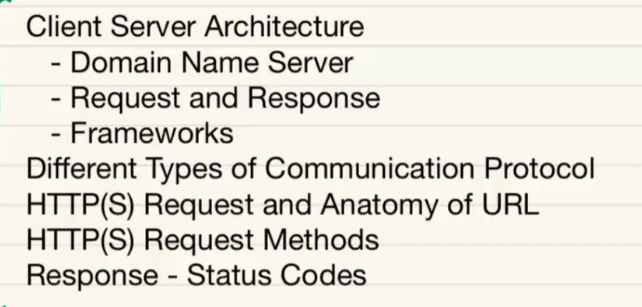 Client Server Architecture
- Domain Name Server
- Request and Response
- Frameworks
Different Types of Communication Protocol
HTTP(S) Request and Anatomy of URL
HTTP(S) Request Methods
Response - Status Codes